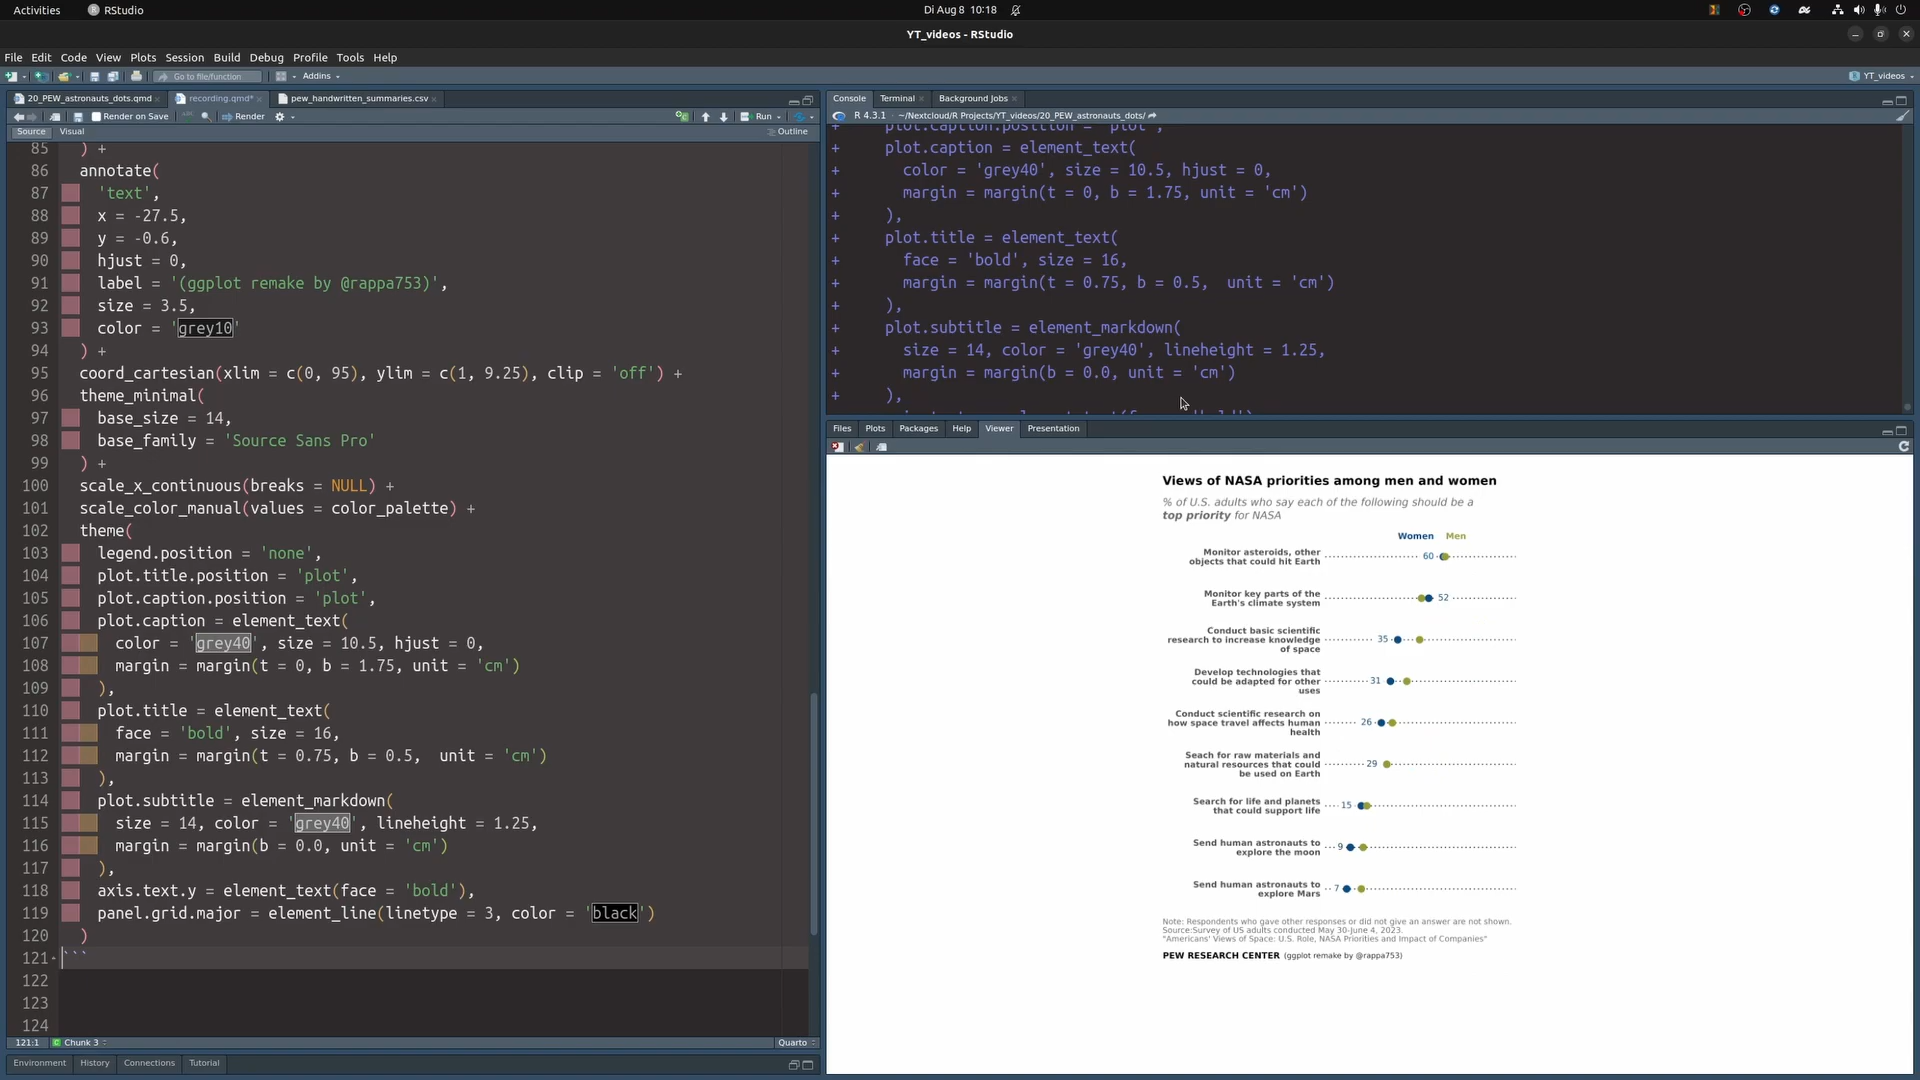 Activities
RStudio
Di Aug 8 10:18
YT_videos - RStudio
File Edit Code View Plots Session Build Debug Profile Tools Help
Go to file/function
Addins
YT_videos
20_PEW_astronauts_dots.qmd
recording.qmd*
pew_handwritten_summaries.csv
Render on Save
Render
Run
Source
Visual
Outline
85 ) +
86 annotate(
87 'text',
88 x = -27.5,
89 y = -0.6,
90 hjust = 0,
91 label = '(ggplot remake by @rappa753)',
92 size = 3.5,
93 color = 'grey10'
94 ) +
95 coord_cartesian(xlim = c(0, 95), ylim = c(1, 9.25), clip = 'off') +
96 theme_minimal(
97 base_size = 14,
98 base_family = 'Source Sans Pro'
99 ) +
100 scale_x_continuous(breaks = NULL) +
101 scale_color_manual(values = color_palette) +
102 theme(
103 legend.position = 'none',
104 plot.title.position = 'plot',
105 plot.caption.position = 'plot',
106 plot.caption = element_text(
107 color = 'grey40', size = 10.5, hjust = 0,
108 margin = margin(t = 0, b = 1.75, unit = 'cm')
109 ),
110 plot.title = element_text(
111 face = 'bold', size = 16,
112 margin = margin(t = 0.75, b = 0.5,  unit = 'cm')
113 ),
114 plot.subtitle = element_markdown(
115 size = 14, color = 'grey40', lineheight = 1.25,
116 margin = margin(b = 0.0, unit = 'cm')
117 ),
118 axis.text.y = element_text(face = 'bold'),
119 panel.grid.major = element_line(linetype = 3, color = 'black')
120 )
121 ```
122
123
124
121:1
Chunk 3
Quarto
Environment History Connections Tutorial
Console
Terminal
Background Jobs
R 4.3.1 · ~/Nextcloud/R Projects/YT_videos/20_PEW_astronauts_dots/
+ plot.caption.position = 'plot',
+ plot.caption = element_text(
+ color = 'grey40', size = 10.5, hjust = 0,
+ margin = margin(t = 0, b = 1.75, unit = 'cm')
+ ),
+ plot.title = element_text(
+ face = 'bold', size = 16,
+ margin = margin(t = 0.75, b = 0.5,  unit = 'cm')
+ ),
+ plot.subtitle = element_markdown(
+ size = 14, color = 'grey40', lineheight = 1.25,
+ margin = margin(b = 0.0, unit = 'cm')
+ ),
Files Plots Packages Help Viewer Presentation
Views of NASA priorities among men and women
% of U.S. adults who say each of the following should be a
top priority for NASA
Women Men
Monitor asteroids, other
objects that could hit Earth
60
Monitor key parts of the
Earth's climate system
52
Conduct basic scientific
research to increase knowledge
of space
35
Develop technologies that
could be adapted for other
uses
31
Conduct scientific research on
how space travel affects human
health
26
Seach for raw materials and
natural resources that could
be used on Earth
29
Search for life and planets
that could support life
15
Send human astronauts to
explore the moon
9
Send human astronauts to
explore Mars
7
Note: Respondents who gave other responses or did not give an answer are not shown.
Source:Survey of US adults conducted May 30-June 4, 2023.
"Americans' Views of Space: U.S. Role, NASA Priorities and Impact of Companies"
PEW RESEARCH CENTER (ggplot remake by @rappa753)